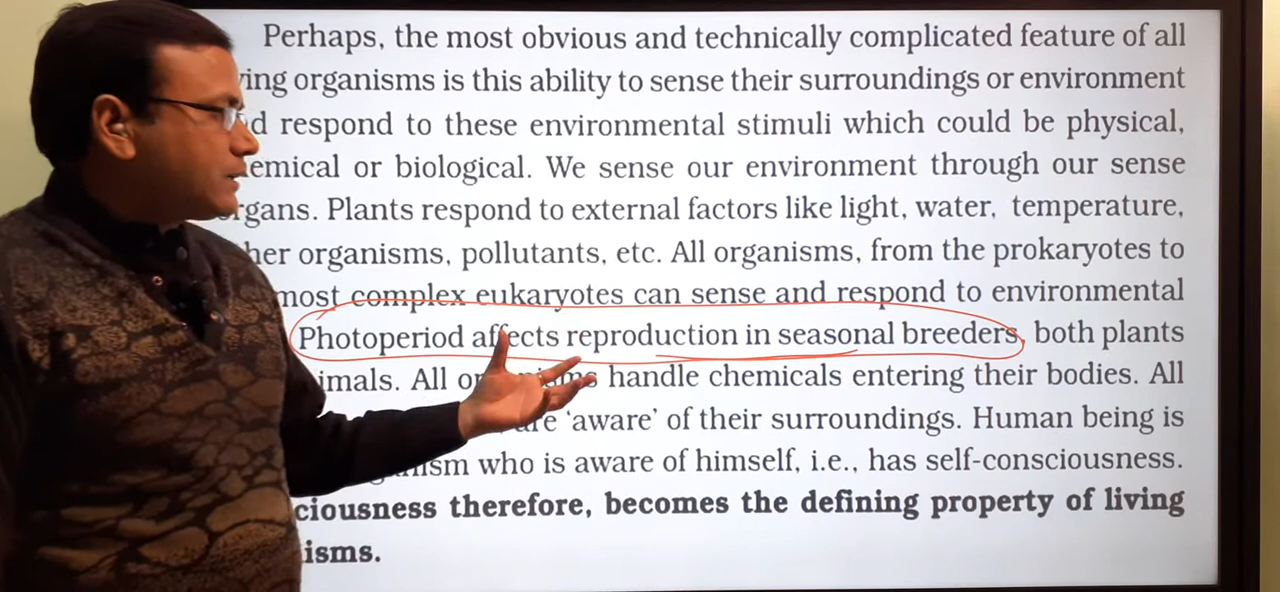 Perhaps, the most obvious and technically complicated feature of all
ing organisms is this ability to sense their surroundings or environment
d respond to these environmental stimuli which could be physical,
emical or biological. We sense our environment through our sense
rgans. Plants respond to external factors like light, water, temperature,
her organisms, pollutants, etc. All organisms, from the prokaryotes to
most complex eukaryotes can sense and respond to environmental
Photoperiod affects reproduction in seasonal breeders, both plants
imals. All handle chemicals entering their bodies. All
'aware' of their surroundings. Human being is
ism who is aware of himself, i.e., has self-consciousness.
ciousness therefore, becomes the defining property of living
isms.